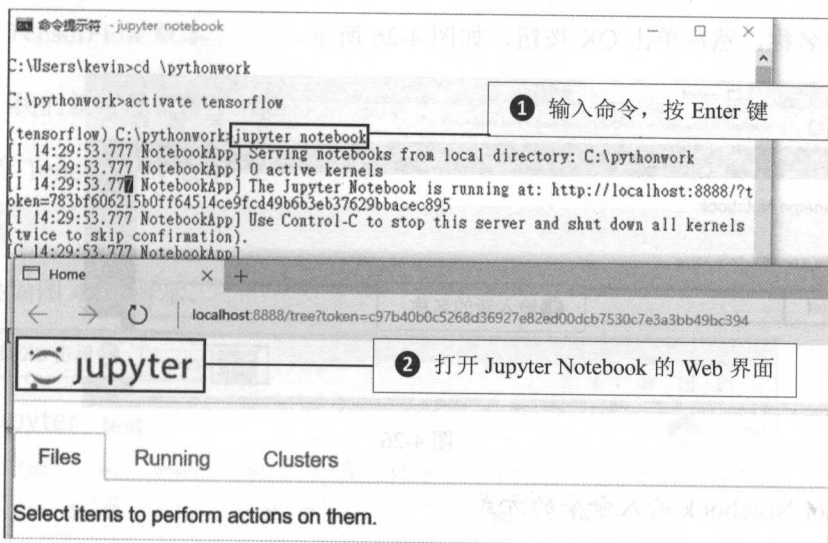 命令提示符 - jupyter notebook
C:\Users\kevin>cd \pythonwork
C:\pythonwork>activate tensorflow
❶ 输入命令，按 Enter 键
(tensorflow) C:\pythonwork>jupyter notebook
[I 14:29:53.777 NotebookApp] Serving notebooks from local directory: C:\pythonwork
[I 14:29:53.777 NotebookApp] 0 active kernels
[I 14:29:53.777 NotebookApp] The Jupyter Notebook is running at: http://localhost:8888/?t
oken=783bf606215b0ff64514ce9fcd49b6b3eb37629bbacec895
[I 14:29:53.777 NotebookApp] Use Control-C to stop this server and shut down all kernels
(twice to skip confirmation).
[C 14:29:53.777 NotebookApp]
Home
localhost:8888/tree?token=c97b40b0c5268d36927e82ed00dcb7530c7e3a3bb49bc394
jupyter
❷ 打开 Jupyter Notebook 的 Web 界面
Files Running Clusters
Select items to perform actions on them.